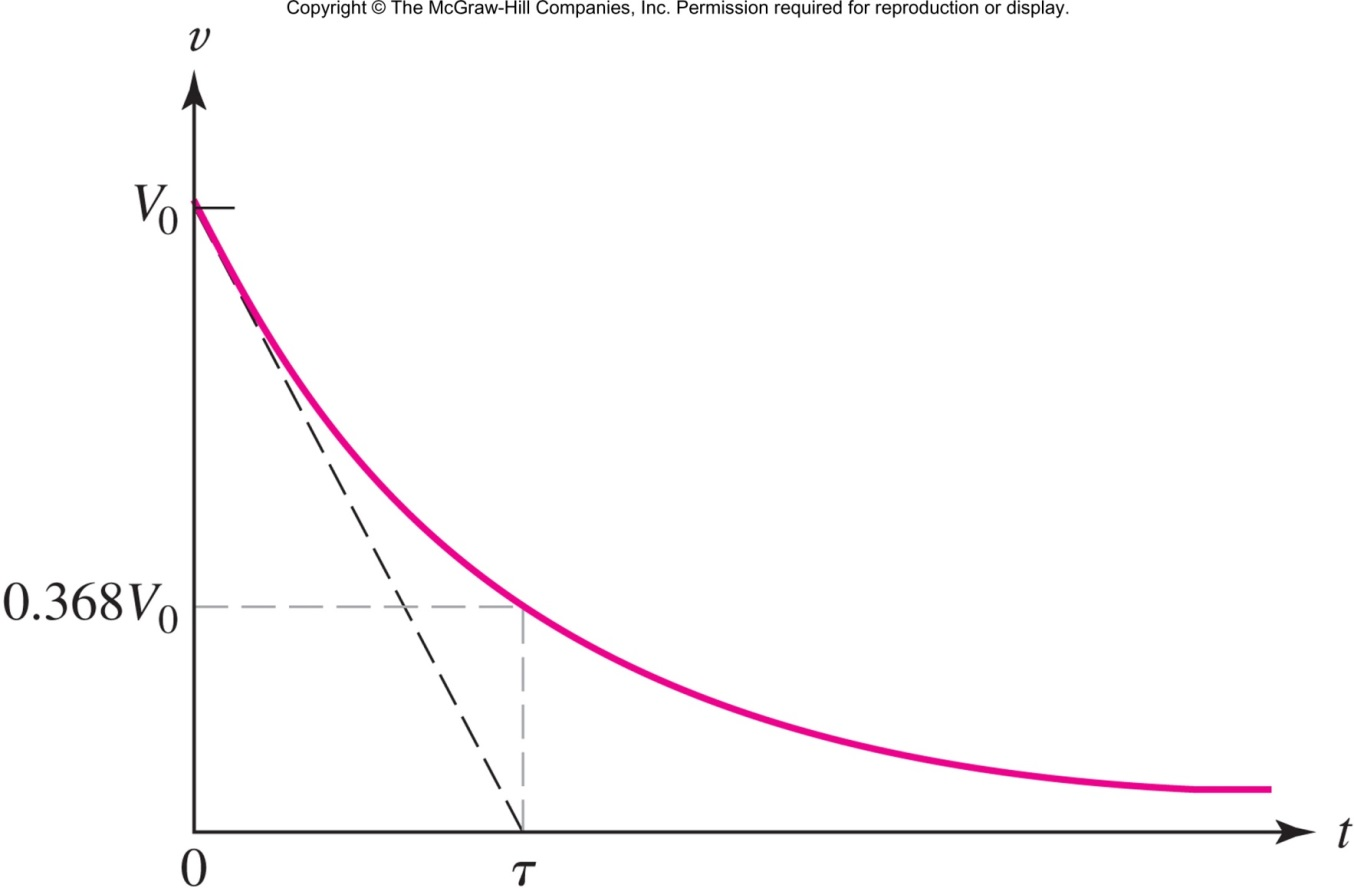 Copyright © The McGraw-Hill Companies, Inc. Permission required for reproduction or display.
v
V₀
0.368V₀
0
τ
t